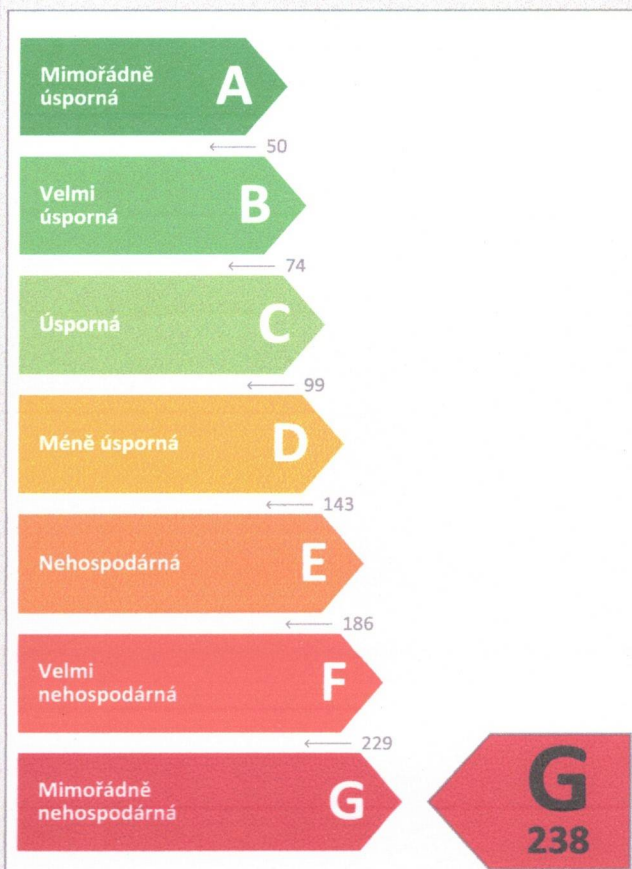 Mimořádně
úsporná
A
← 50
Velmi
úsporná
B
← 74
Úsporná
C
← 99
Méně úsporná
D
← 143
Nehospodárná
E
← 186
Velmi
nehospodárná
F
← 229
Mimořádně
nehospodárná
G
G
238